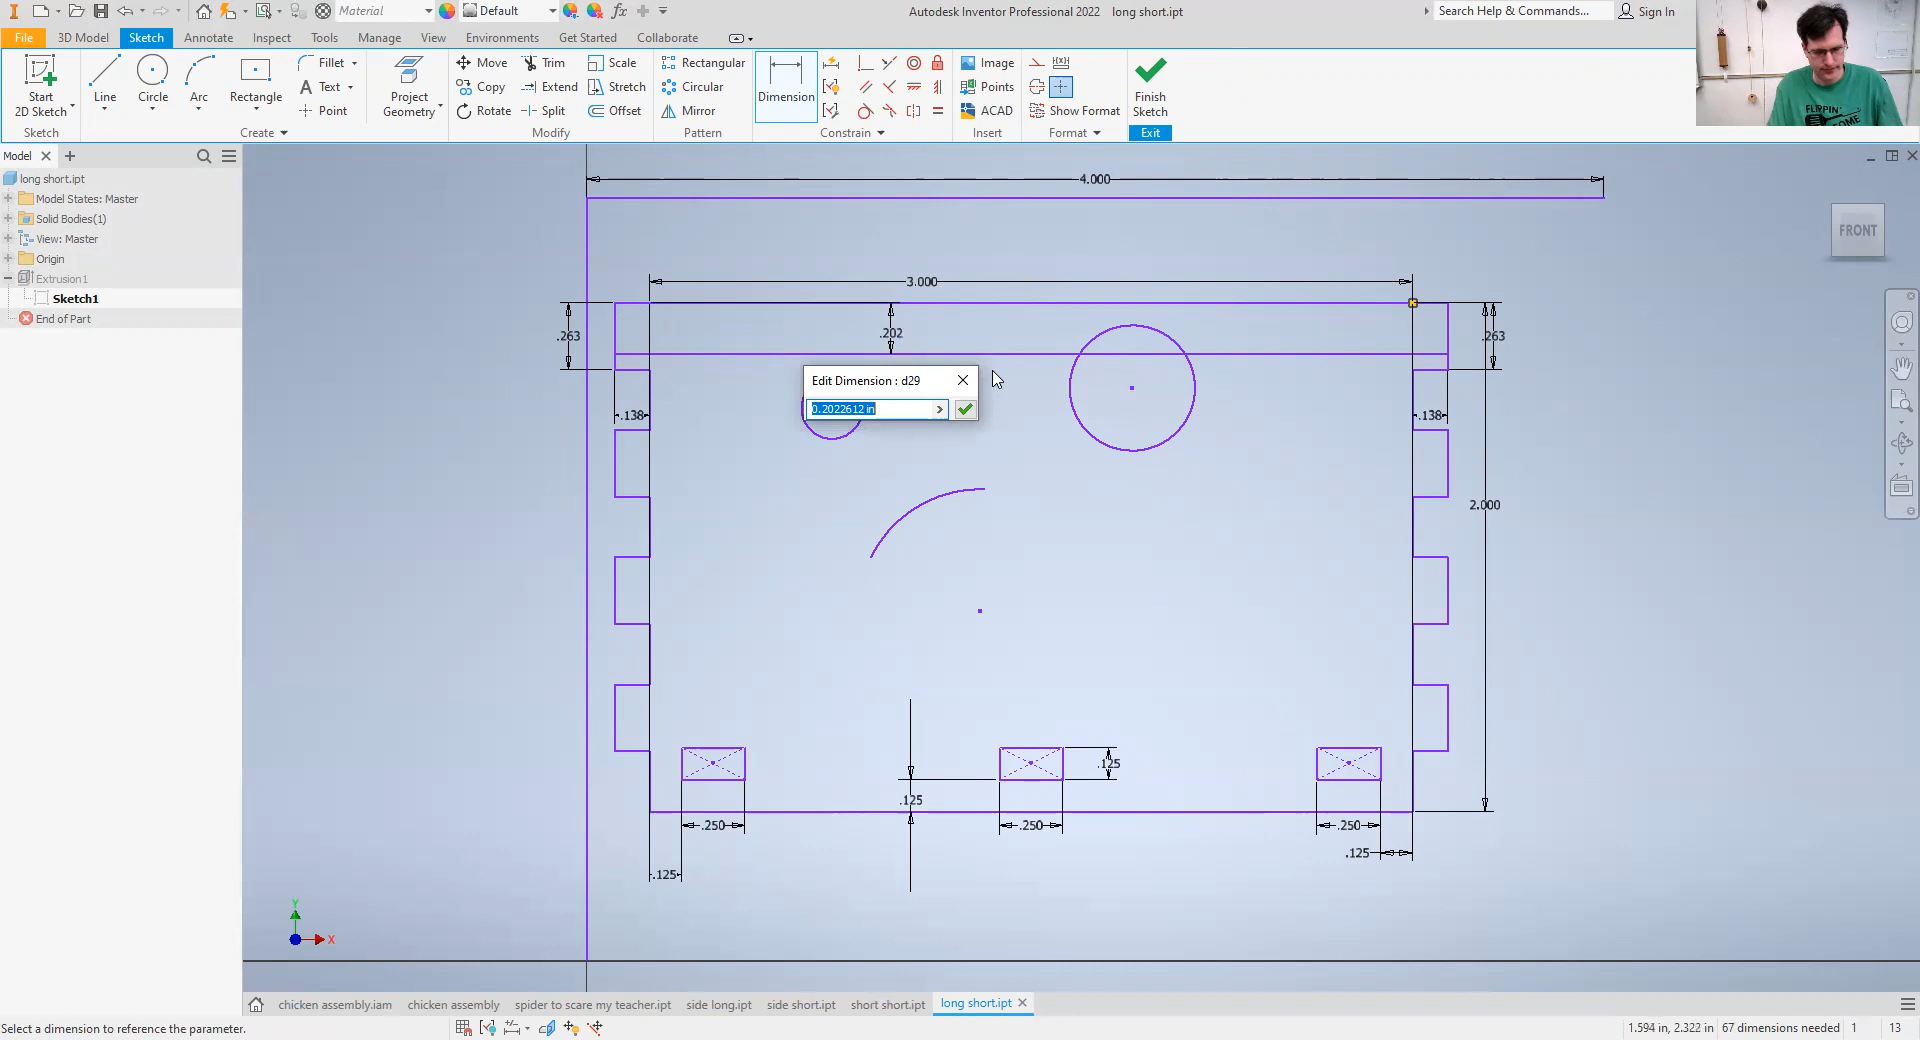 Material
Default
fx
Autodesk Inventor Professional 2022 long short.ipt
Search Help & Commands...
Sign In
File 3D Model Sketch Annotate Inspect Tools Manage View Environments Get Started Collaborate
Start
2D Sketch
Line
Circle
Arc
Rectangle
Fillet
Text
Point
Project
Geometry
Move
Copy
Rotate
Trim
Extend
Split
Scale
Stretch
Offset
Rectangular
Circular
Mirror
Dimension
Image
Points
ACAD
Show Format
Finish
Sketch
Sketch Create Modify Pattern Constrain Insert Format Exit
FLIPPIN'
Model
long short.ipt
Model States: Master
Solid Bodies(1)
View: Master
Origin
Extrusion1
Sketch1
End of Part
4.000
FRONT
3.000
.263
.202
.263
Edit Dimension : d29
0.2022612 in
.138
.138
2.000
.125
.125
.250
.250
.250
.125
.125
Y
X
chicken assembly.iam chicken assembly spider to scare my teacher.ipt side long.ipt side short.ipt short short.ipt long short.ipt
Select a dimension to reference the parameter.
1.594 in, 2.322 in 67 dimensions needed 1 13